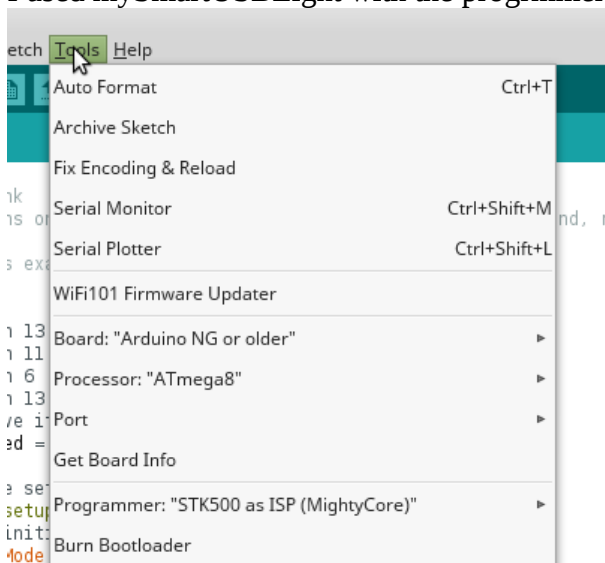 etch Tools Help
Auto Format Ctrl+T
Archive Sketch
Fix Encoding & Reload
Serial Monitor Ctrl+Shift+M
Serial Plotter Ctrl+Shift+L
WiFi101 Firmware Updater
Board: "Arduino NG or older"
Processor: "ATmega8"
Port
Get Board Info
Programmer: "STK500 as ISP (MightyCore)"
Burn Bootloader